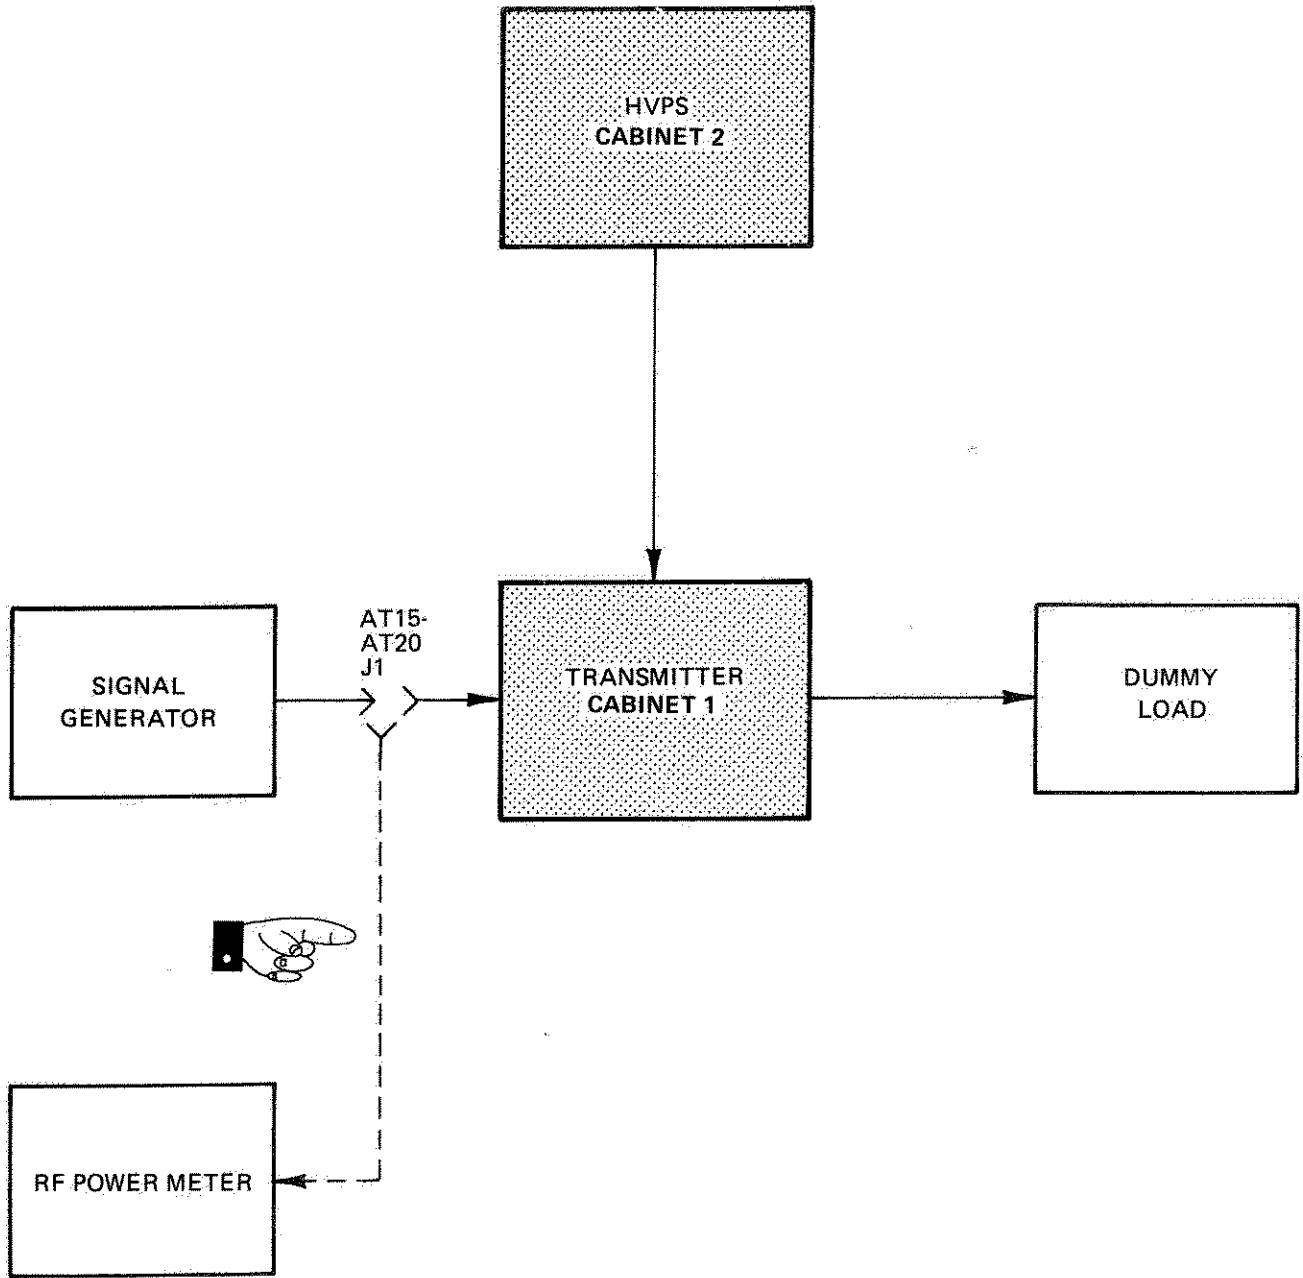 HVPS
CABINET 2
AT15-
AT20
J1
SIGNAL
GENERATOR
TRANSMITTER
CABINET 1
DUMMY
LOAD
RF POWER METER